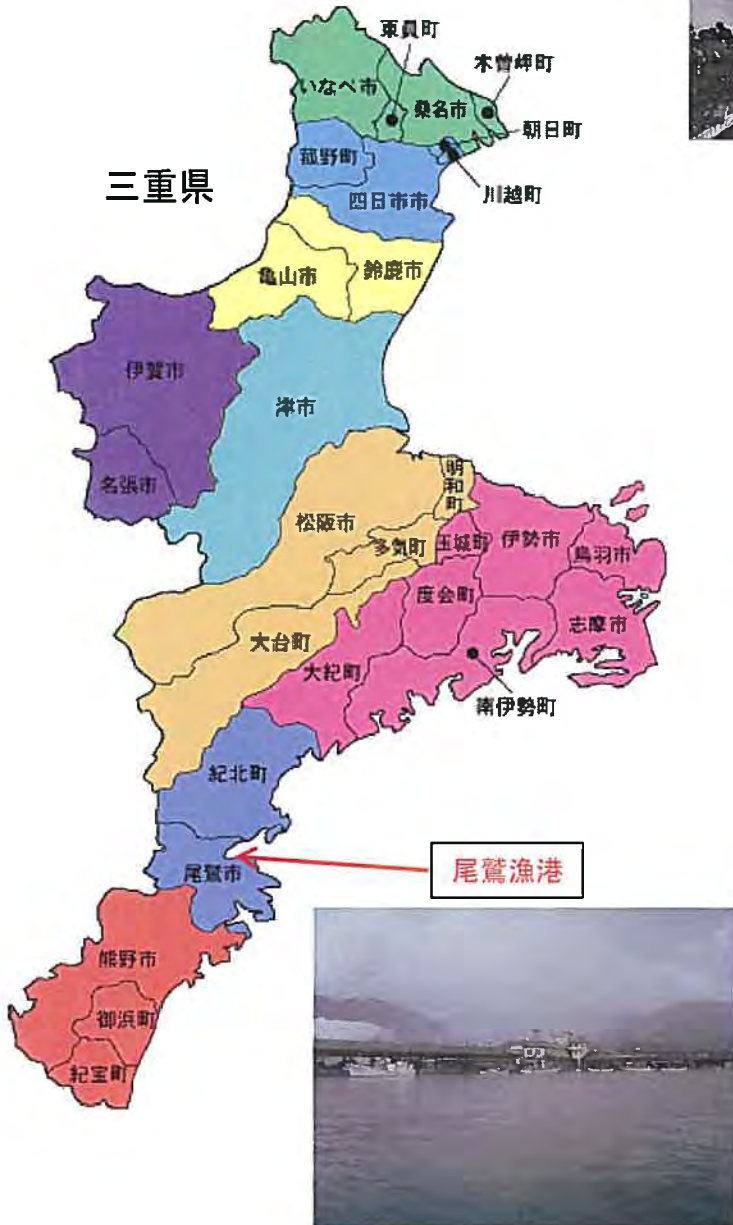 東員町
木曽岬町
いなべ市
桑名市
朝日町
菰野町
川越町
三重県
四日市市
亀山市
鈴鹿市
伊賀市
津市
名張市
明和町
松阪市
多気町
玉城町
伊勢市
鳥羽市
度会町
志摩市
大台町
大紀町
南伊勢町
紀北町
尾鷲市
尾鷲漁港
熊野市
御浜町
紀宝町